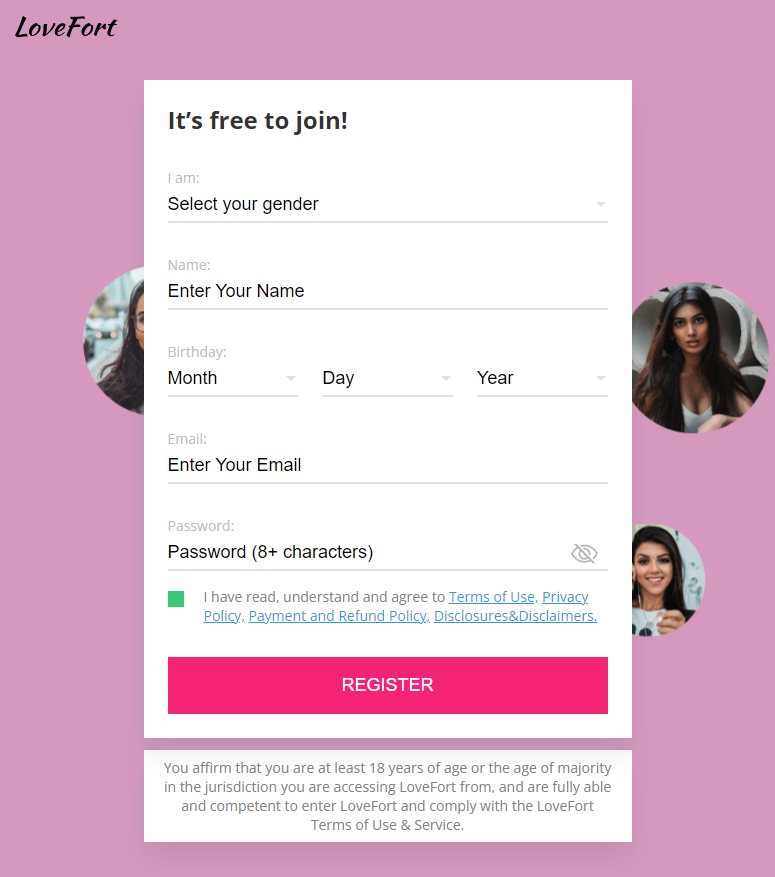 LoveFort
It’s free to join!
I am:
Select your gender
Name:
Enter Your Name
Birthday:
Month Day Year
Email:
Enter Your Email
Password:
Password (8+ characters)
I have read, understand and agree to Terms of Use, Privacy
Policy, Payment and Refund Policy, Disclosures&Disclaimers.
REGISTER
You affirm that you are at least 18 years of age or the age of majority
in the jurisdiction you are accessing LoveFort from, and are fully able
and competent to enter LoveFort and comply with the LoveFort
Terms of Use & Service.